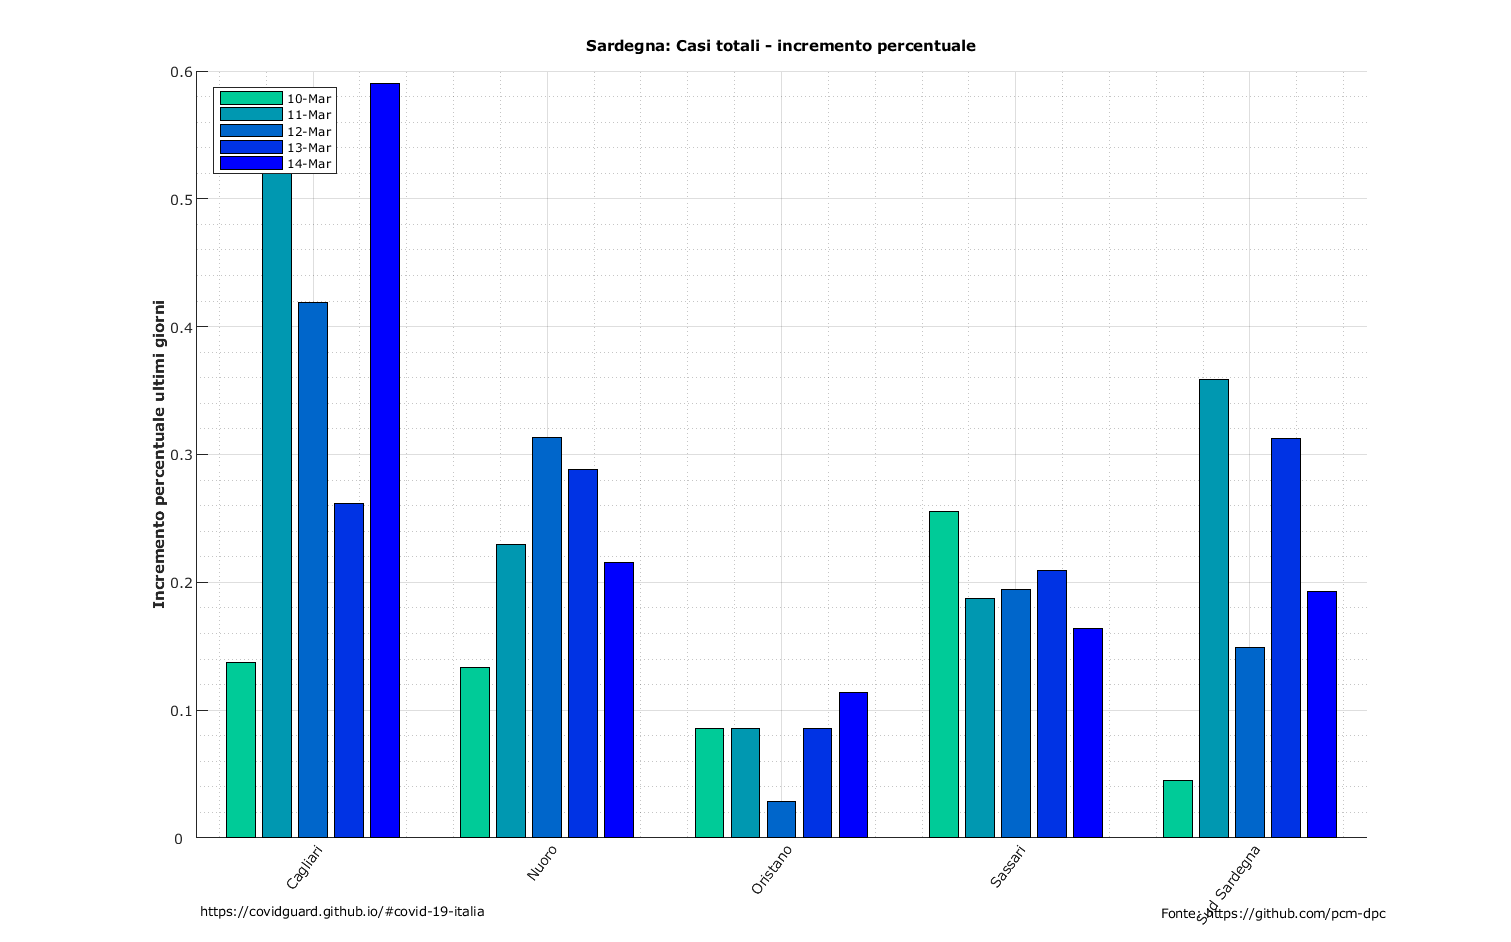 Sardegna: Casi totali - incremento percentuale
0.6
0.5
0.4
0.3
0.2
0.1
0
Incremento percentuale ultimi giorni
10-Mar
11-Mar
12-Mar
13-Mar
14-Mar
Cagliari
Nuoro
Oristano
Sassari
Sud Sardegna
https://covidguard.github.io/#covid-19-italia
Fonte: https://github.com/pcm-dpc